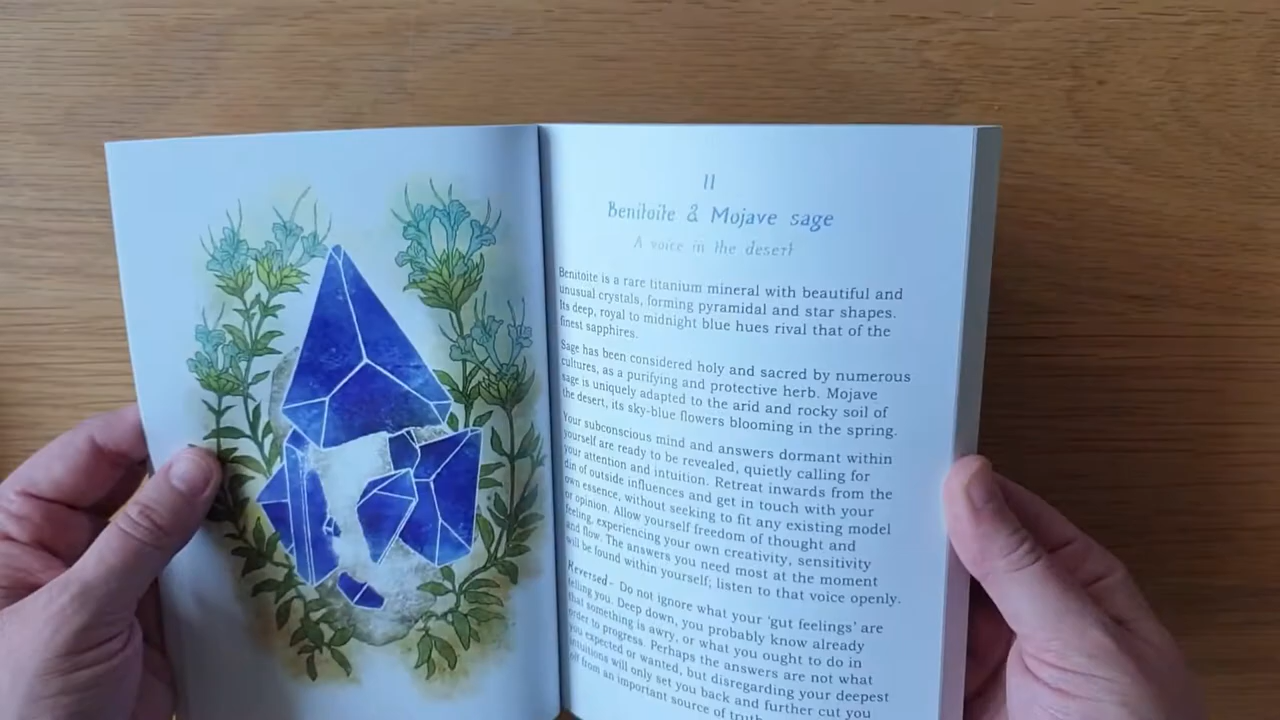 II
Benitoite & Mojave sage
A voice in the desert
Benitoite is a rare titanium mineral with beautiful and
unusual crystals, forming pyramidal and star shapes.
Its deep, royal to midnight blue hues rival that of the
finest sapphires.
Sage has been considered holy and sacred by numerous
cultures, as a purifying and protective herb. Mojave
sage is uniquely adapted to the arid and rocky soil of
the desert, its sky-blue flowers blooming in the spring.
Your subconscious mind and answers dormant within
yourself are ready to be revealed, quietly calling for
your attention and intuition. Retreat inwards from the
din of outside influences and get in touch with your
own essence, without seeking to fit any existing model
or opinion. Allow yourself freedom of thought and
feeling, experiencing your own creativity, sensitivity
and flow. The answers you need most at the moment
will be found within yourself; listen to that voice openly.
Reversed - Do not ignore what your 'gut feelings' are
telling you. Deep down, you probably know already
that something is awry, or what you ought to do in
order to progress. Perhaps the answers are not what
you expected or wanted, but disregarding your deepest
intuitions will only set you back and further cut you
off from an important source of truth